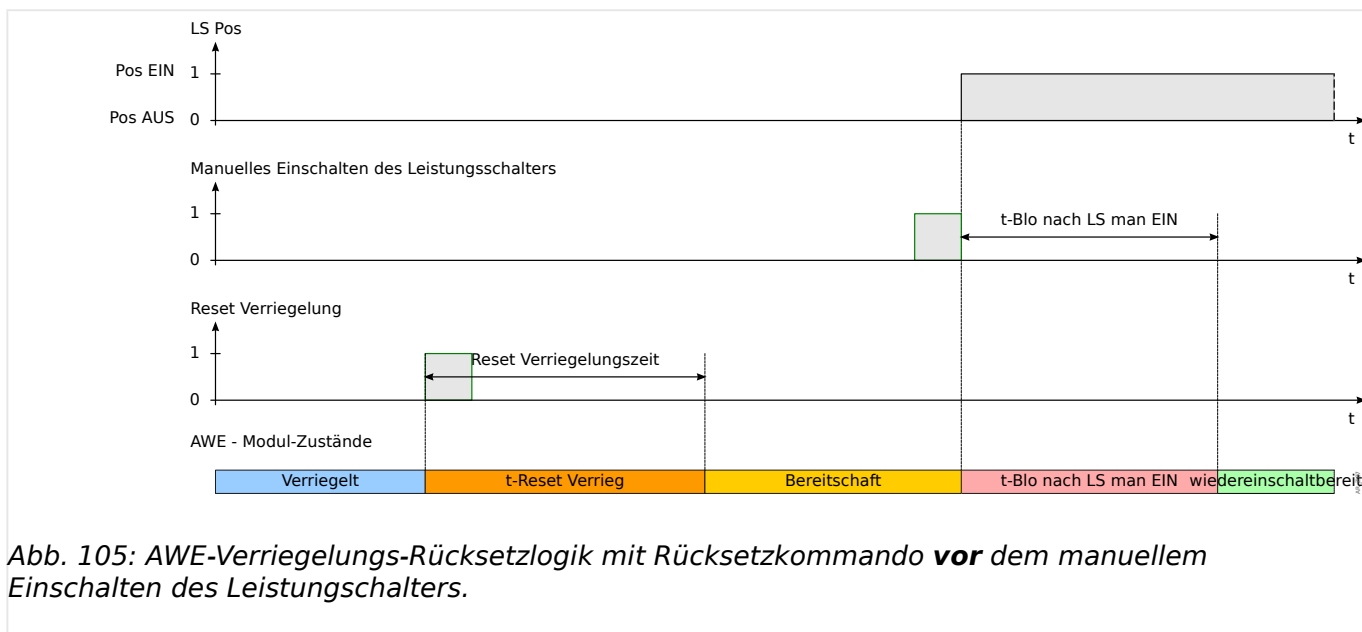 LS Pos
Pos EIN 1
Pos AUS 0
t
Manuelles Einschalten des Leistungsschalters
1
t-Blo nach LS man EIN
0
t
Reset Verriegelung
1
Reset Verriegelungszeit
0
t
AWE - Modul-Zustände
Verriegelt t-Reset Verrieg Bereitschaft t-Blo nach LS man EIN wiedereinschaltbereit
Abb. 105: AWE-Verriegelungs-Rücksetzlogik mit Rücksetzkommando vor dem manuellem
Einschalten des Leistungschalters.